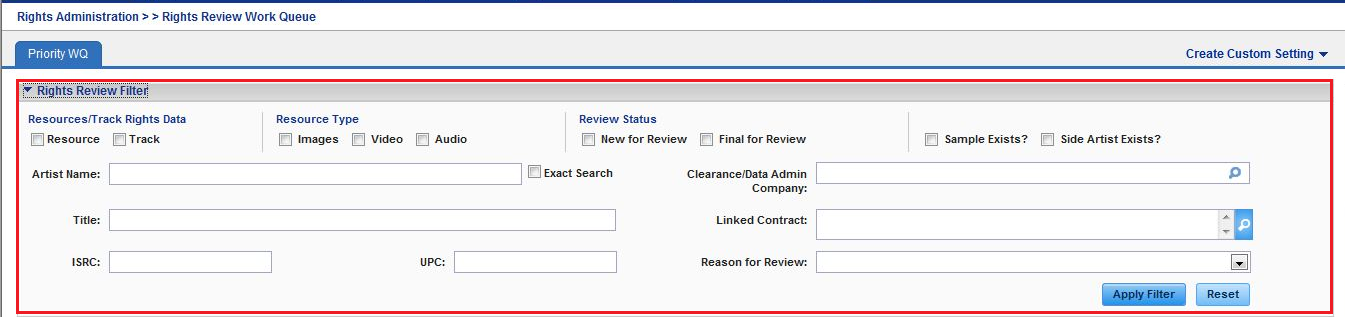 Rights Administration > > Rights Review Work Queue
Priority WQ
Create Custom Setting
Rights Review Filter
Resources/Track Rights Data Resource Type Review Status
Resource Track Images Video Audio New for Review Final for Review Sample Exists? Side Artist Exists?
Artist Name: Exact Search Clearance/Data Admin
Company:
Title: Linked Contract:
ISRC: UPC: Reason for Review:
Apply Filter Reset